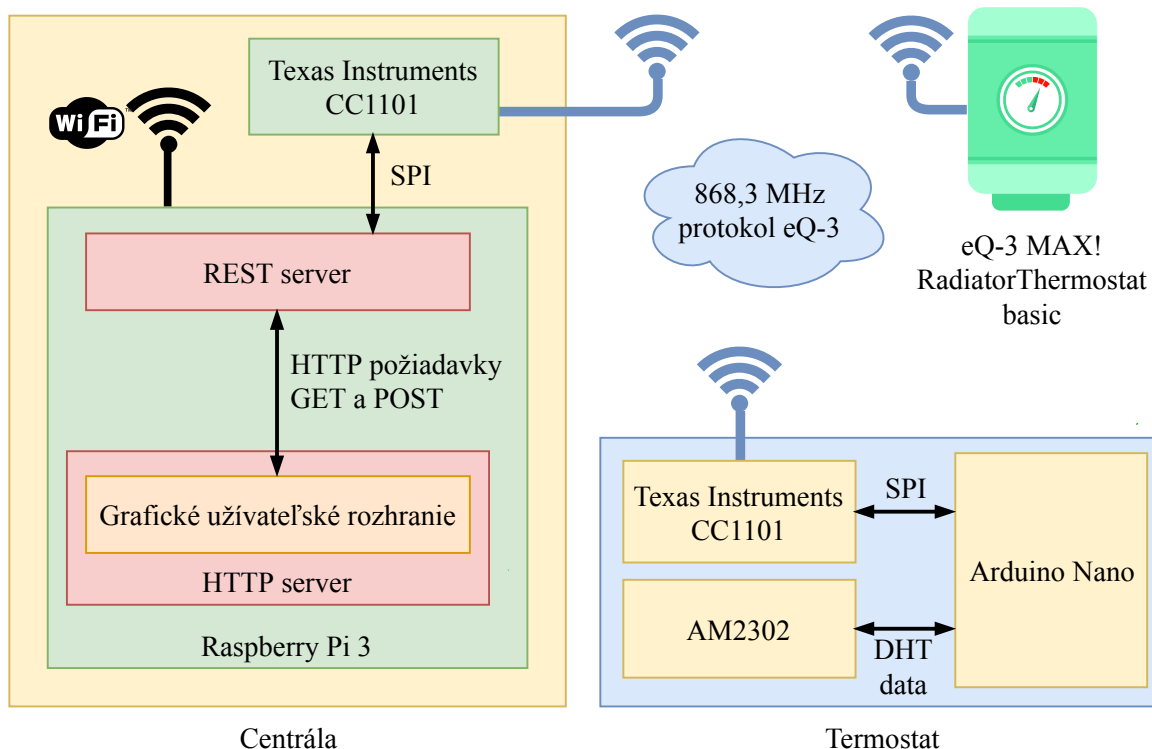 Texas Instruments
CC1101
WiFi
TM
SPI
REST server
HTTP požiadavky
GET a POST
Grafické užívateľské rozhranie
HTTP server
Raspberry Pi 3
Centrála
868,3 MHz
protokol eQ-3
eQ-3 MAX!
RadiatorThermostat
basic
Texas Instruments
CC1101
SPI
AM2302
DHT
data
Arduino Nano
Termostat